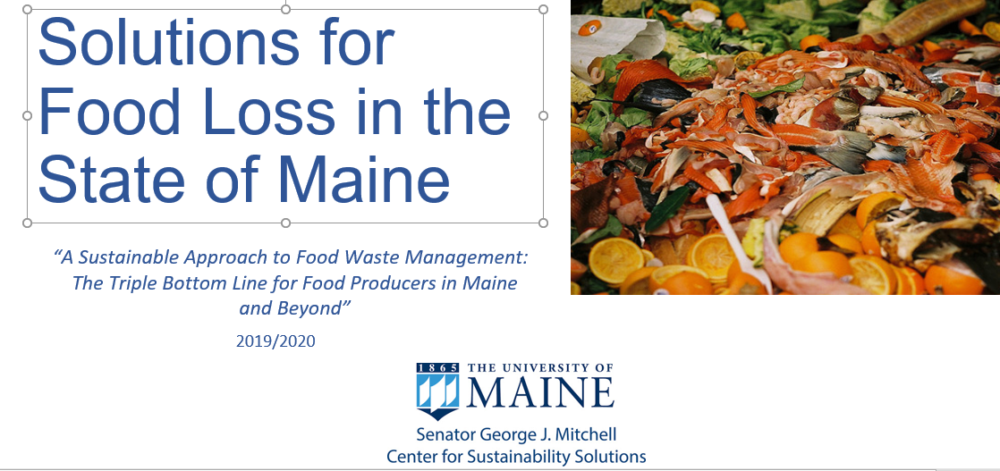 Solutions for
Food Loss in the
State of Maine
“A Sustainable Approach to Food Waste Management:
The Triple Bottom Line for Food Producers in Maine
and Beyond”
2019/2020
1865 THE UNIVERSITY OF
MAINE
Senator George J. Mitchell
Center for Sustainability Solutions